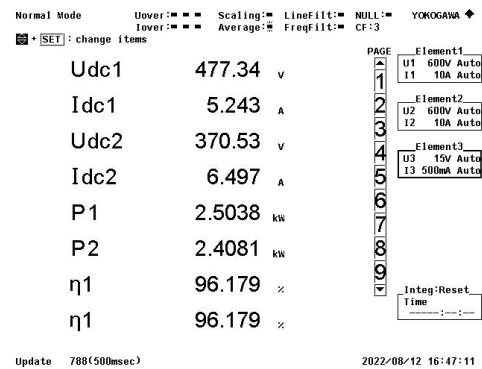 Normal Mode Uover: Scaling: LineFilt: NULL: YOKOGAWA
Iover: Average: FreqFilt: CF:3
+ SET : change items
PAGE
Udc1 477.34 V
Idc1 5.243 A
Udc2 370.53 V
Idc2 6.497 A
P1 2.5038 kW
P2 2.4081 kW
η1 96.179 %
η1 96.179 %
1
2
3
4
5
6
7
8
9
Element1
U1 600V Auto
I1 10A Auto
Element2
U2 600V Auto
I2 10A Auto
Element3
U3 15V Auto
I3 500mA Auto
Integ:Reset
Time
-----:--:--
Update 788(500msec) 2022/08/12 16:47:11